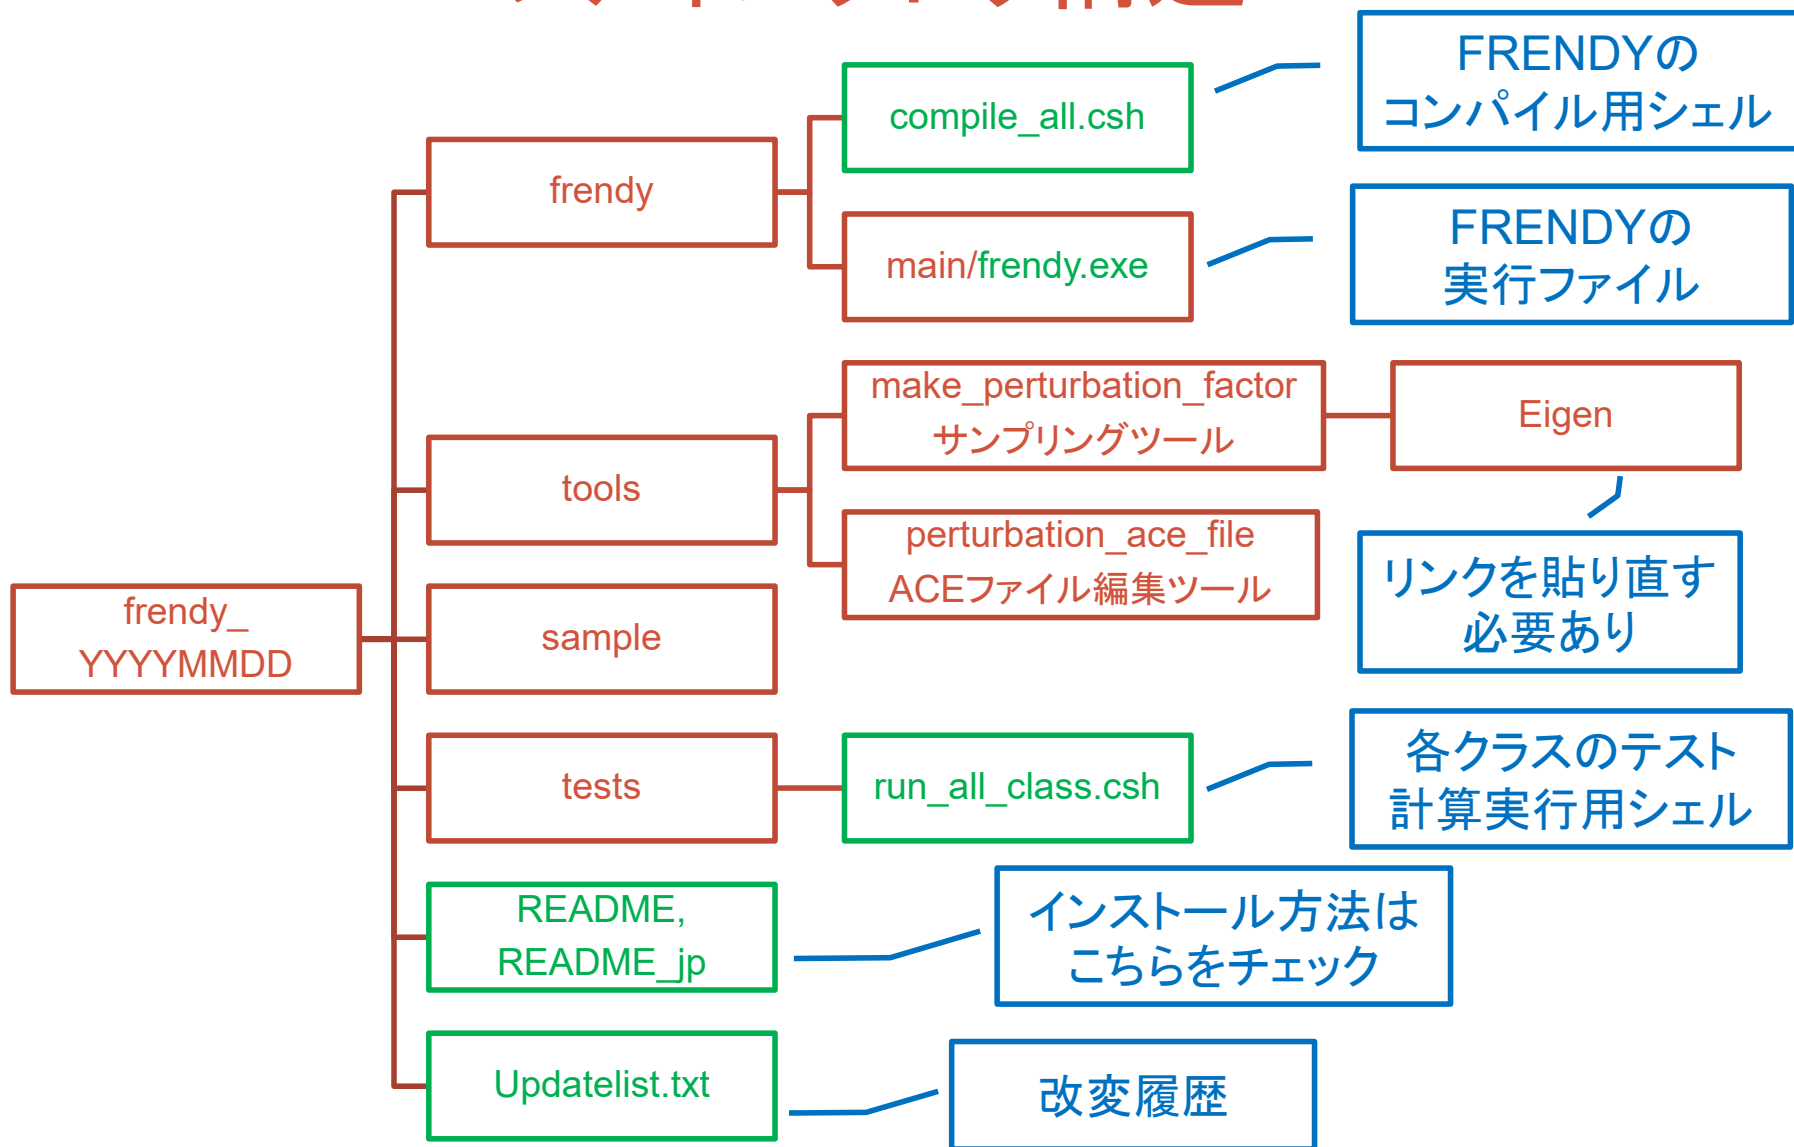 FRENDYの
コンパイル用シェル
compile_all.csh
frendy
main/frendy.exe
FRENDYの
実行ファイル
make_perturbation_factor
サンプリングツール
Eigen
tools
perturbation_ace_file
ACEファイル編集ツール
リンクを貼り直す
必要あり
frendy_
YYYYMMDD
sample
tests
run_all_class.csh
各クラスのテスト
計算実行用シェル
README,
README_jp
インストール方法は
こちらをチェック
Updatelist.txt
改変履歴